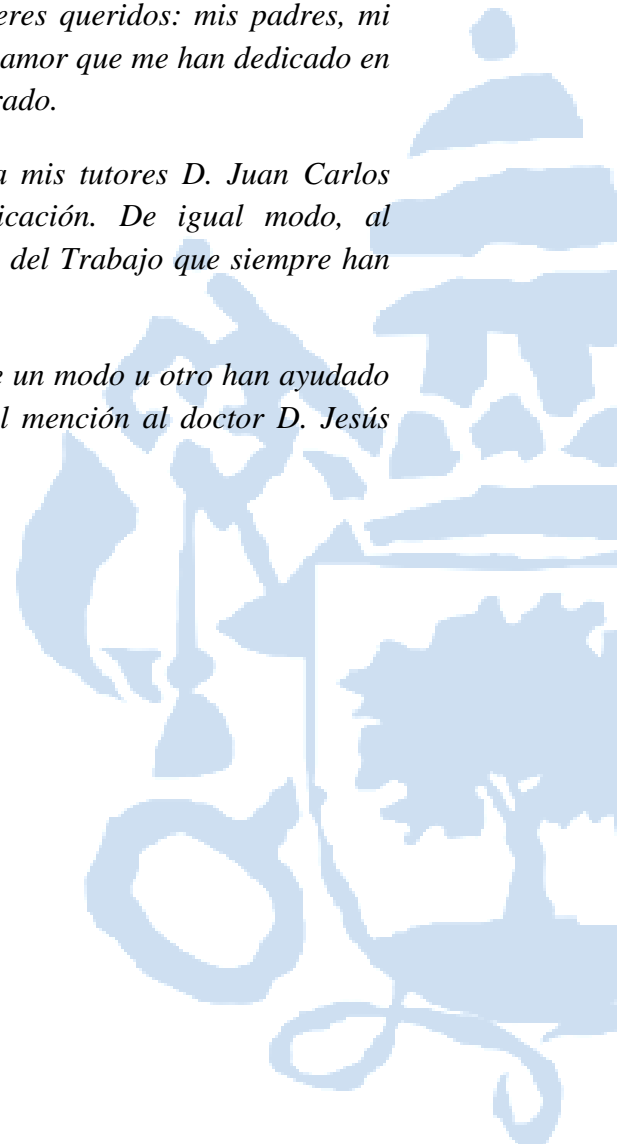 eres queridos: mis padres, mi
amor que me han dedicado en
rado.
a mis tutores D. Juan Carlos
icación. De igual modo, al
del Trabajo que siempre han
e un modo u otro han ayudado
l mención al doctor D. Jesús